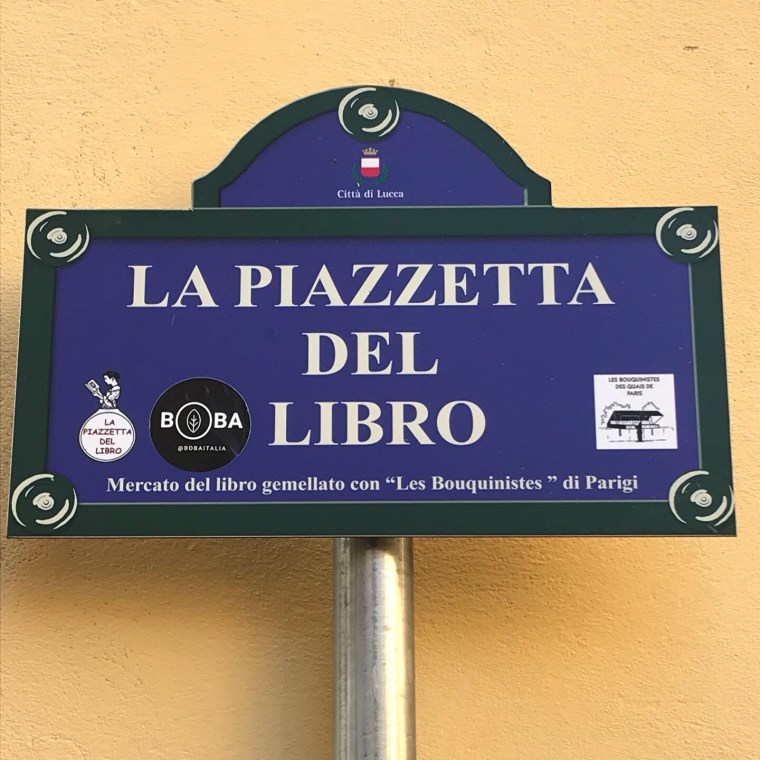 Città di Lucca
LA PIAZZETTA
DEL
LIBRO
LA
PIAZZETTA
DEL
LIBRO
BOBA
@BOBAITALIA
LES BOUQUINISTES
DES QUAIS DE
PARIS
Mercato del libro gemellato con “Les Bouquinistes ” di Parigi